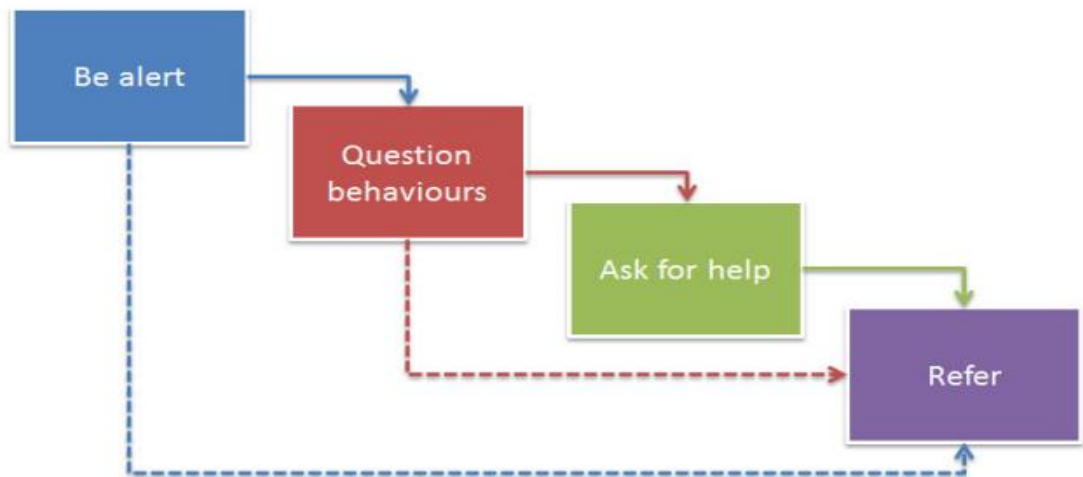 Be alert
Question
behaviours
Ask for help
Refer